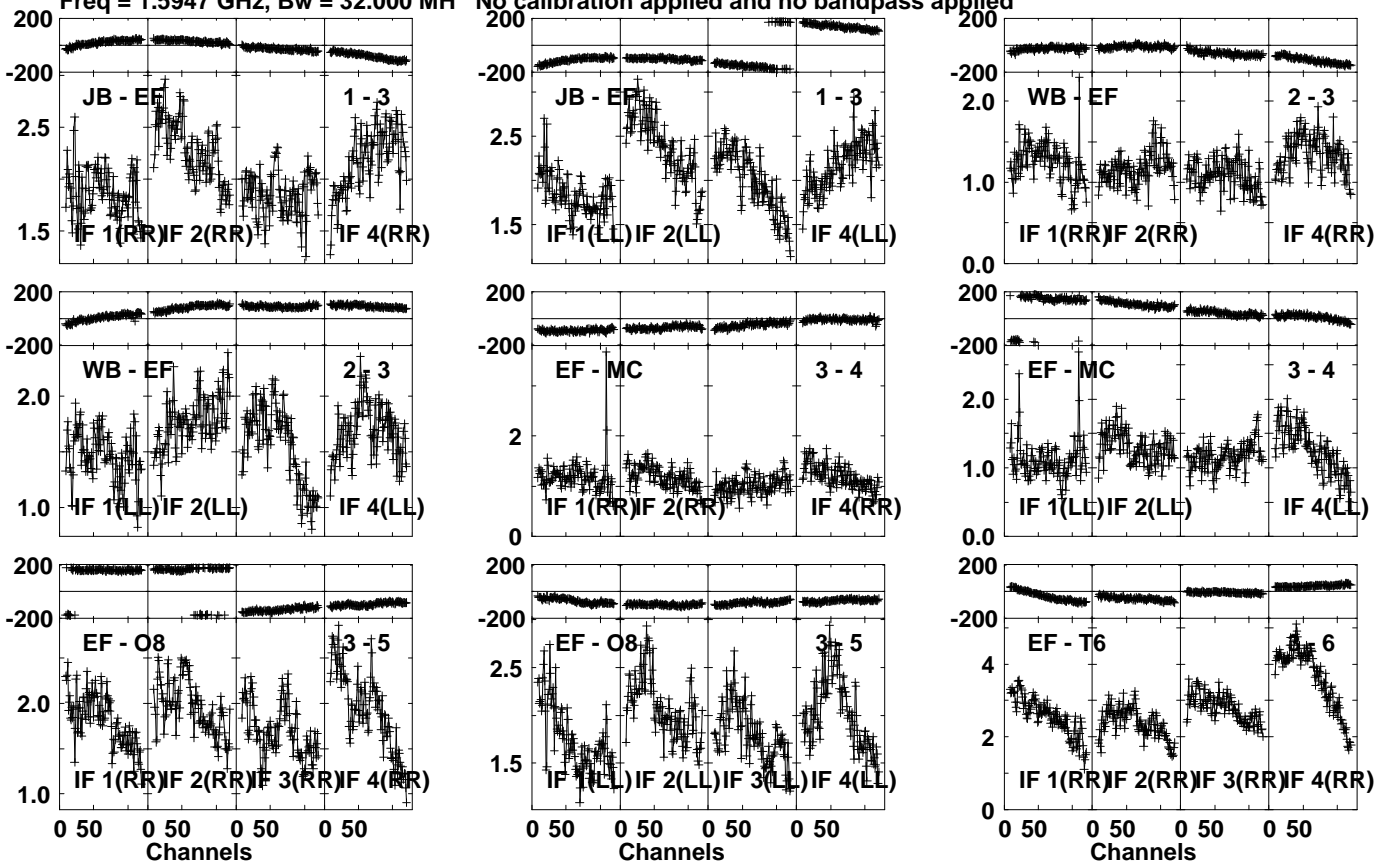 Freq = 1.5947 GHz, Bw = 32.000 MH No calibration applied and no bandpass applied
200
-200
JB - EF 1 - 3
2.5
1.5
IF 1(RR) IF 2(RR) IF 4(RR)
JB - EF 1 - 3
2.5
1.5
IF 1(LL) IF 2(LL) IF 4(LL)
200
-200
WB - EF 2 - 3
2.0
1.0
0.0
IF 1(RR) IF 2(RR) IF 4(RR)
200
-200
WB - EF 2 - 3
2.0
1.0
IF 1(LL) IF 2(LL) IF 4(LL)
200
-200
EF - MC 3 - 4
2
0
IF 1(RR) IF 2(RR) IF 4(RR)
200
-200
EF - MC 3 - 4
2.0
1.0
0.0
IF 1(LL) IF 2(LL) IF 4(LL)
200
-200
EF - O8 3 - 5
2.0
1.0
IF 1(RR) IF 2(RR) IF 3(RR) IF 4(RR)
0 50 0 50 0 50 0 50
Channels
200
-200
EF - O8 3 - 5
2.5
1.5
IF 1(LL) IF 2(LL) IF 3(LL) IF 4(LL)
0 50 0 50 0 50 0 50
Channels
200
-200
EF - T6 - 6
4
2
0
IF 1(RR) IF 2(RR) IF 3(RR) IF 4(RR)
0 50 0 50 0 50 0 50
Channels